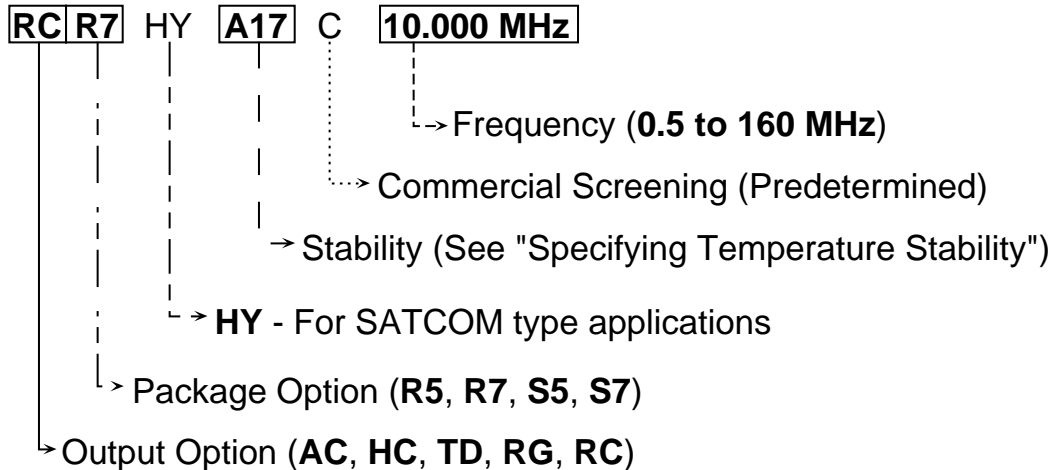 RC R7 HY A17 C 10.000 MHz
Frequency (0.5 to 160 MHz)
Commercial Screening (Predetermined)
Stability (See "Specifying Temperature Stability")
HY - For SATCOM type applications
Package Option (R5, R7, S5, S7)
Output Option (AC, HC, TD, RG, RC)